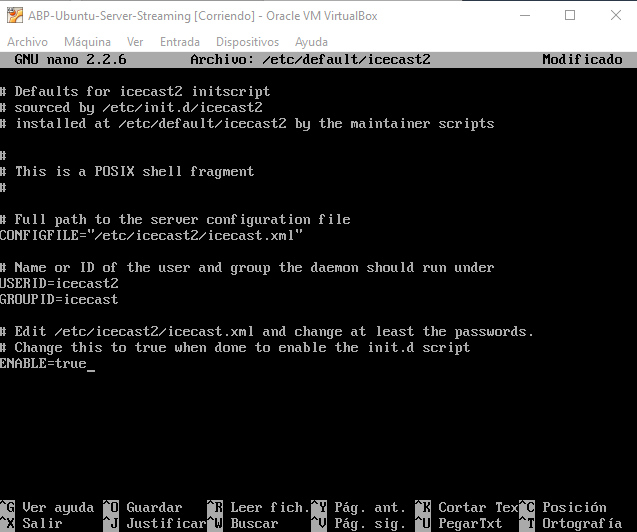 ABP-Ubuntu-Server-Streaming [Corriendo] - Oracle VM VirtualBox
Archivo Máquina Ver Entrada Dispositivos Ayuda
GNU nano 2.2.6 Archivo: /etc/default/icecast2 Modificado
# Defaults for icecast2 initscript
# sourced by /etc/init.d/icecast2
# installed at /etc/default/icecast2 by the maintainer scripts
#
# This is a POSIX shell fragment
#
# Full path to the server configuration file
CONFIGFILE="/etc/icecast2/icecast.xml"
# Name or ID of the user and group the daemon should run under
USERID=icecast2
GROUPID=icecast
# Edit /etc/icecast2/icecast.xml and change at least the passwords.
# Change this to true when done to enable the init.d script
ENABLE=true_
^G Ver ayuda ^O Guardar ^R Leer fich. ^Y Pág. ant. ^K Cortar Tex ^C Posición
^X Salir ^J Justificar ^W Buscar ^V Pág. sig. ^U PegarTxt ^T Ortografía